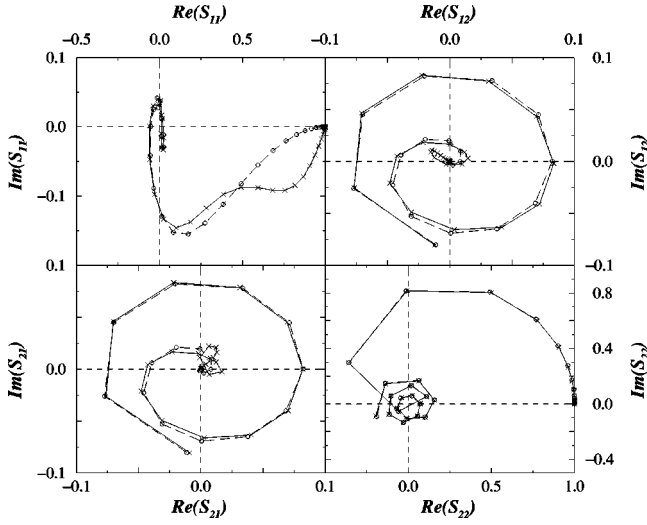 Re(S11) Re(S12)
-0.5 0.0 0.5 -0.1 0.0 0.1
0.1 0.1
Im(S11) Im(S12)
0.0 0.0
-0.1
0.1 -0.1
Im(S21) 0.8
0.4 Im(S22)
0.0 0.0
-0.4
-0.1
-0.1 0.0 0.1 0.0 0.5 1.0
Re(S21) Re(S22)